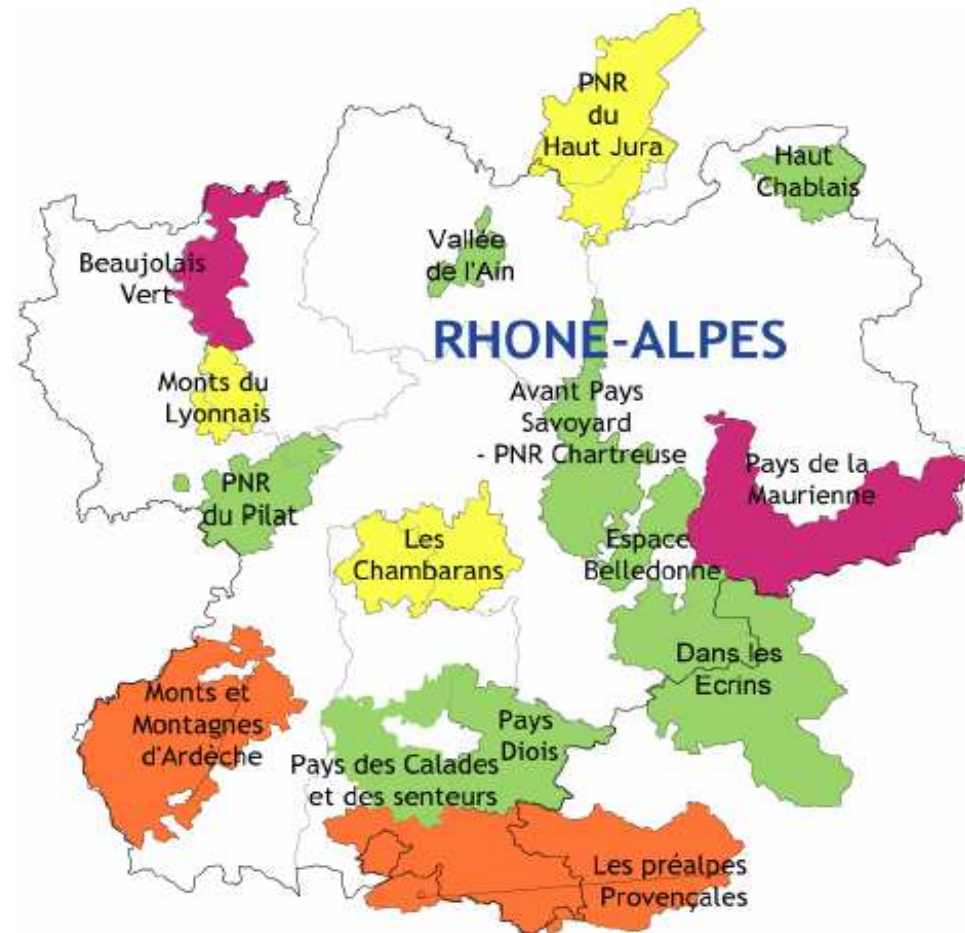 PNR
du
Haut Jura
Haut
Chablais
Vallée
de l'Ain
Beaujolais
Vert
RHONE-ALPES
Monts du
Lyonnais
Avant Pays
Savoyard
- PNR Chartreuse
Pays de la
Maurienne
PNR
du Pilat
Les
Chambarans
Espace
Belledonne
Dans les
Ecrins
Monts et
Montagnes
d'Ardèche
Pays
Diois
Pays des Calades
et des senteurs
Les préalpes
Provençales